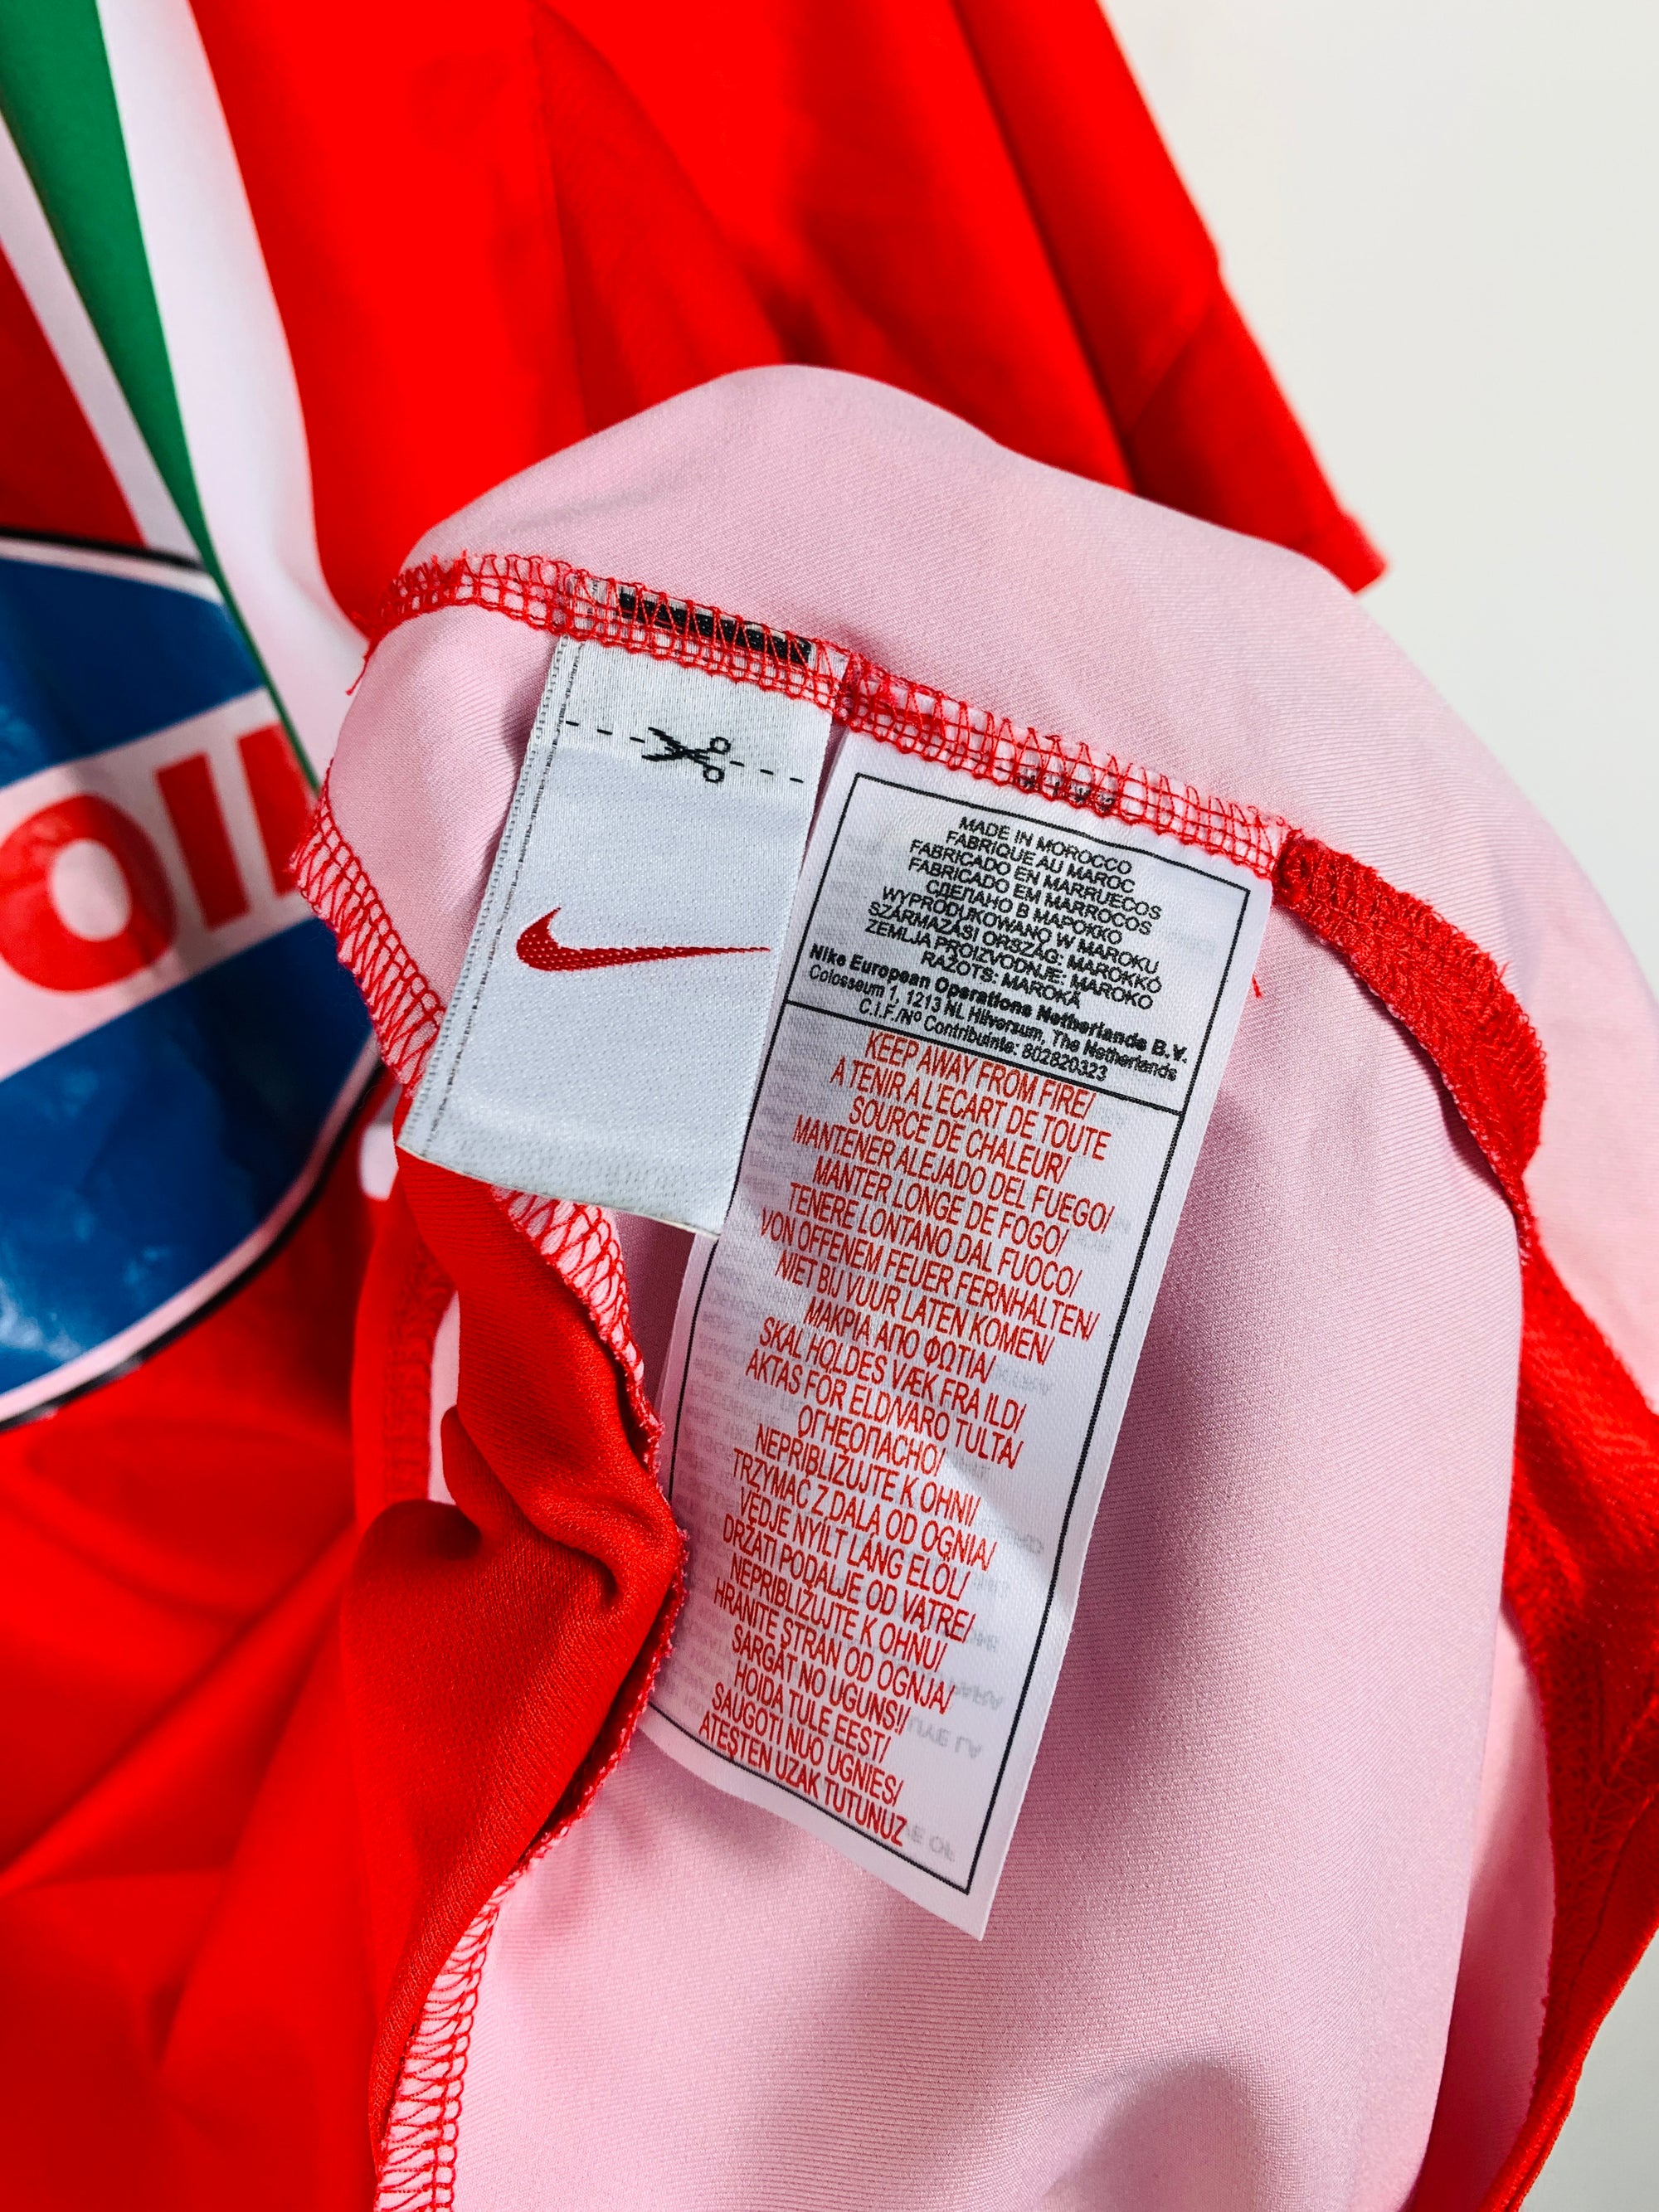 OIL
MADE IN MOROCCO
FABRIQUE AU MAROC
FABRICADO EN MARRUECOS
FABRICADO EM MARROCOS
СПЕПАНО В МАРОККО
WYPRODUKOWANO W MAROKU
SZÁRMAZÁSI ORSZÁG: MAROKKÓ
ZEMLJA PROIZVODNJE: MAROKO
RAŽOTS: MAROKĀ
Nike European Operations Netherlands B.V.
Colosseum 1, 1213 NL Hilversum, The Netherlands
C.I.F./Nº Contribuinte: 802820323
KEEP AWAY FROM FIRE/
A TENIR A L'ECART DE TOUTE
SOURCE DE CHALEUR/
MANTENER ALEJADO DEL FUEGO/
MANTER LONGE DE FOGO/
TENERE LONTANO DAL FUOCO/
VON OFFENEM FEUER FERNHALTEN/
NIET BIJ VUUR LATEN KOMEN/
ΜΑΚΡΙΑ ΑΠΟ ΦΩΤΙΑ/
SKAL HOLDES VÆK FRA ILD/
AKTAS FÖR ELD/VARO TULTA/
ОГНЕОПАСНО/
NEPRIBLIZUJTE K OHNI/
TRZYMAĆ Z DALA OD OGNIA/
VÉDJE NYÍLT LÁNG ELŐL/
DRŽATI PODALJE OD VATRE/
NEPRIBLIŽUJTE K OHNU/
HRANITE STRAN OD OGNJA/
SARGĀT NO UGUNS!/
HOIDA TULE EEST/
SAUGOTI NUO UGNIES/
ATEŞTEN UZAK TUTUNUZ